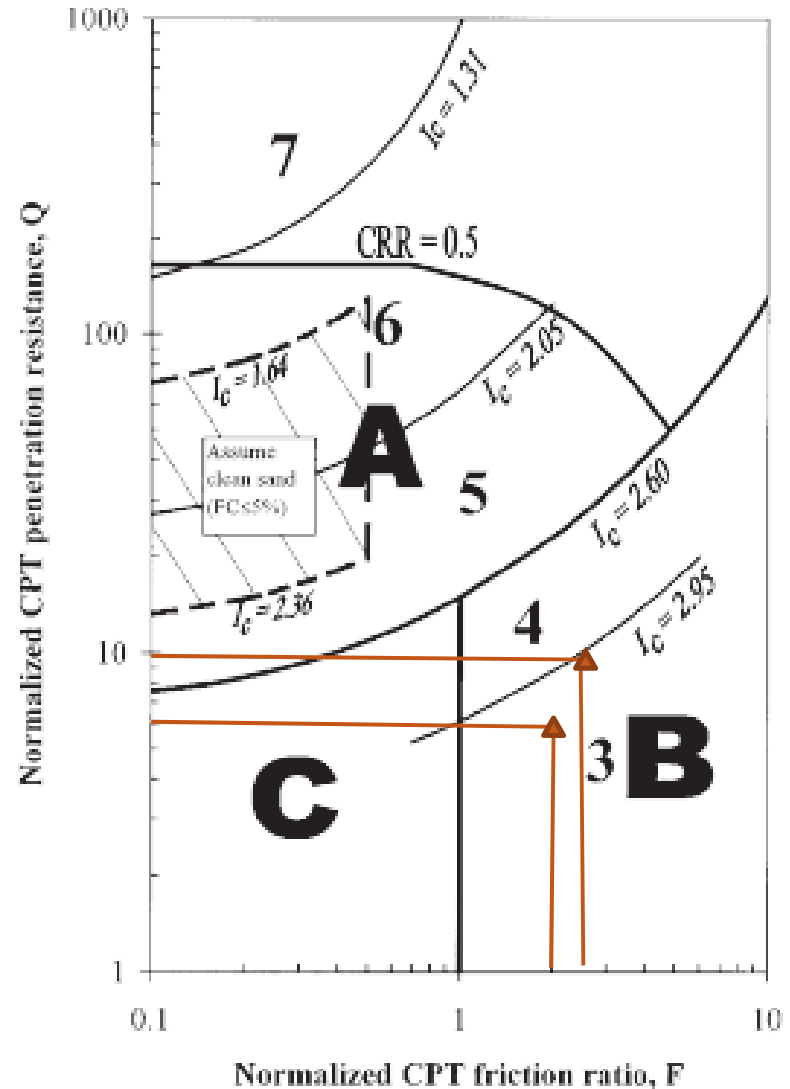 1000
Ic = 1.31
7
CRR = 0.5
100
6
Ic = 1.64
Ic = 2.05
Assume
clean sand
(FC≤5%)
A
5
Ic = 2.60
Ic = 2.36
4
Ic = 2.95
10
3
B
C
1
0.1
1
10
Normalized CPT penetration resistance, Q
Normalized CPT friction ratio, F